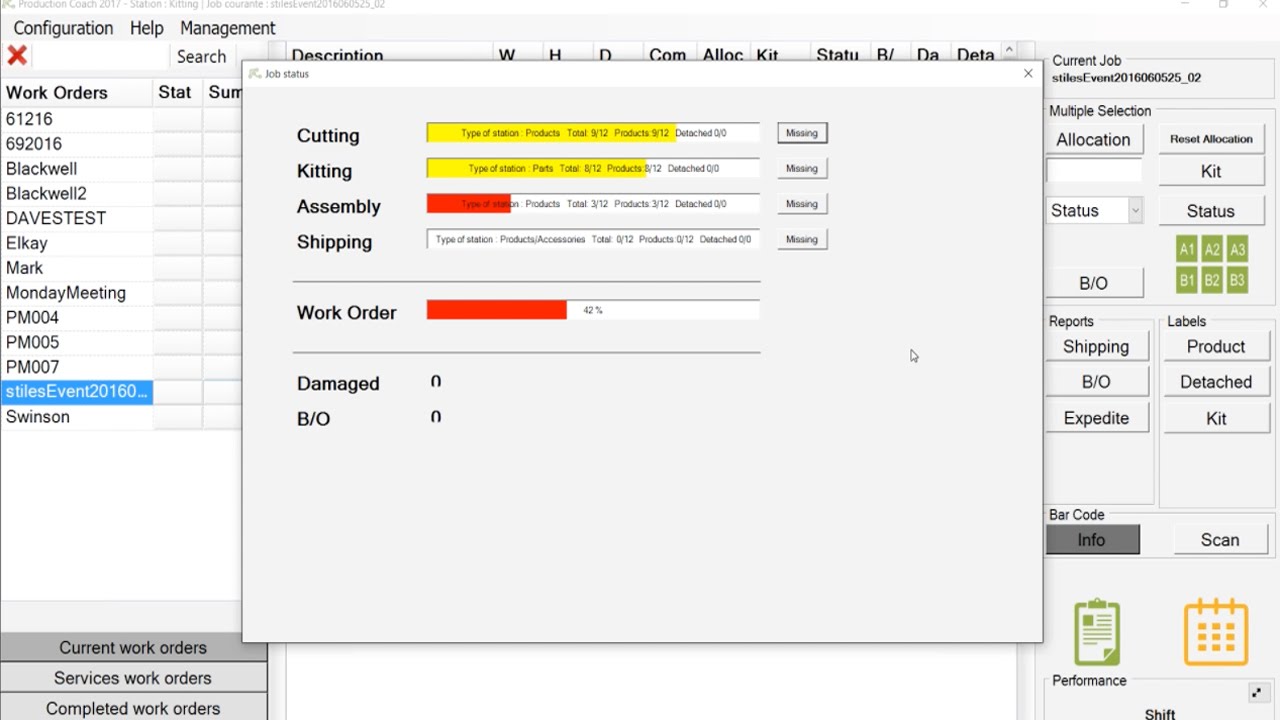 Production Coach 2017 - Station : Kitting | Job courante : stilesEvent2016060525_02
Configuration Help Management
Search
Work Orders Stat Sum
61216
692016
Blackwell
Blackwell2
DAVESTEST
Elkay
Mark
MondayMeeting
PM004
PM005
PM007
stilesEvent20160...
Swinson
Current work orders
Services work orders
Completed work orders
Description W H D Com Alloc Kit Statu B/ Da Deta
Job status
Cutting Type of station : Products Total: 9/12 Products:9/12 Detached 0/0 Missing
Kitting Type of station : Parts Total: 8/12 Products:8/12 Detached 0/0 Missing
Assembly Type of station : Products Total: 3/12 Products:3/12 Detached 0/0 Missing
Shipping Type of station : Products/Accessories Total: 0/12 Products:0/12 Detached 0/0 Missing
Work Order 42 %
Damaged 0
B/O 0
Current Job
stilesEvent2016060525_02
Multiple Selection
Allocation Reset Allocation
Kit
Status Status
A1 A2 A3
B/O B1 B2 B3
Reports Labels
Shipping Product
B/O Detached
Expedite Kit
Bar Code
Info Scan
Performance
Shift